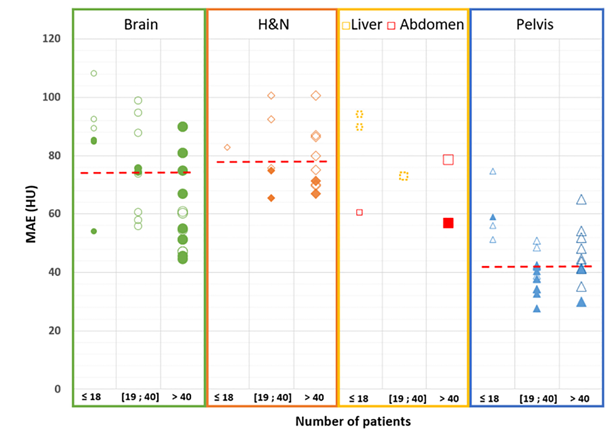 Brain H&N Liver Abdomen Pelvis
120
100
80
60
40
20
0
MAE (HU)
≤ 18 [19 ; 40] > 40 ≤ 18 [19 ; 40] > 40 ≤ 18 [19 ; 40] > 40 ≤ 18 [19 ; 40] > 40
Number of patients